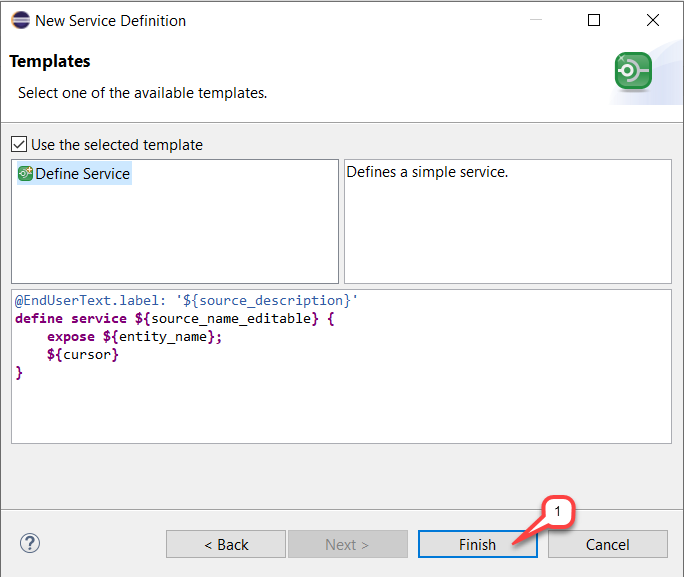 New Service Definition
Templates
Select one of the available templates.
Use the selected template
Define Service
Defines a simple service.
@EndUserText.label: '${source_description}'
define service ${source_name_editable} {
    expose ${entity_name};
    ${cursor}
}
1
?
< Back
Next >
Finish
Cancel